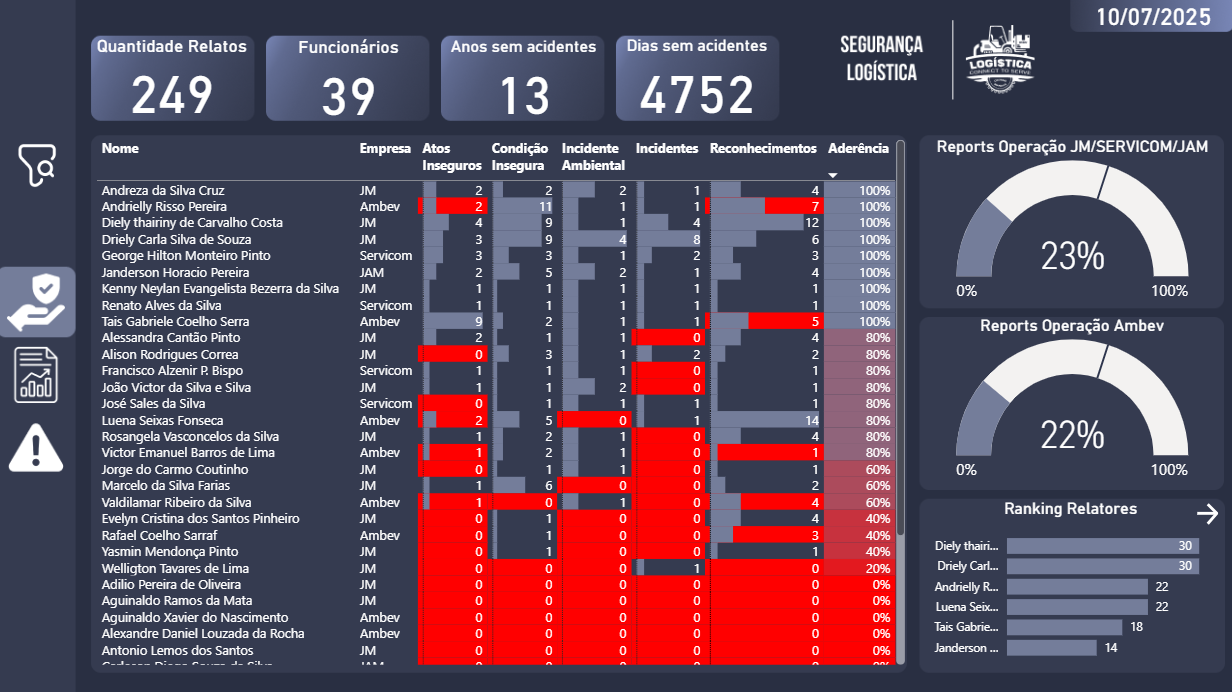 10/07/2025
Quantidade Relatos
249
Funcionários
39
Anos sem acidentes
13
Dias sem acidentes
4752
SEGURANÇA
LOGÍSTICA
LOGÍSTICA
CONNECT TO SERVE
Nome Empresa Atos Inseguros Condição Insegura Incidente Ambiental Incidentes Reconhecimentos Aderência
Andreza da Silva Cruz JM 2 2 2 1 4 100%
Andrielly Risso Pereira Ambev 2 11 1 1 7 100%
Diely thairiny de Carvalho Costa JM 4 9 1 4 12 100%
Driely Carla Silva de Souza JM 3 9 4 8 6 100%
George Hilton Monteiro Pinto Servicom 3 3 1 2 3 100%
Janderson Horacio Pereira JAM 2 5 2 1 4 100%
Kenny Neylan Evangelista Bezerra da Silva JM 1 1 1 1 1 100%
Renato Alves da Silva Servicom 1 1 1 1 1 100%
Tais Gabriele Coelho Serra Ambev 9 2 1 1 5 100%
Alessandra Cantão Pinto JM 2 1 1 0 4 80%
Alison Rodrigues Correa JM 0 3 1 2 2 80%
Francisco Alzenir P. Bispo Servicom 1 1 1 0 1 80%
João Victor da Silva e Silva JM 1 1 2 0 1 80%
José Sales da Silva Servicom 0 1 1 1 1 80%
Luena Seixas Fonseca Ambev 2 5 0 1 14 80%
Rosangela Vasconcelos da Silva JM 1 2 1 0 4 80%
Victor Emanuel Barros de Lima Ambev 1 2 1 0 1 80%
Jorge do Carmo Coutinho JM 0 1 1 0 1 60%
Marcelo da Silva Farias JM 1 6 0 0 2 60%
Valdilamar Ribeiro da Silva Ambev 1 0 1 0 4 60%
Evelyn Cristina dos Santos Pinheiro JM 0 1 0 0 4 40%
Rafael Coelho Sarraf Ambev 0 1 0 0 3 40%
Yasmin Mendonça Pinto JM 0 1 0 0 1 40%
Welligton Tavares de Lima JM 0 0 0 1 0 20%
Adilio Pereira de Oliveira JM 0 0 0 0 0 0%
Aguinaldo Ramos da Mata JM 0 0 0 0 0 0%
Aguinaldo Xavier do Nascimento Ambev 0 0 0 0 0 0%
Alexandre Daniel Louzada da Rocha Ambev 0 0 0 0 0 0%
Antonio Lemos dos Santos JM 0 0 0 0 0 0%
Reports Operação JM/SERVICOM/JAM
23%
0% 100%
Reports Operação Ambev
22%
0% 100%
Ranking Relatores
Diely thairi... 30
Driely Carl... 30
Andrielly R... 22
Luena Seix... 22
Tais Gabrie... 18
Janderson ... 14